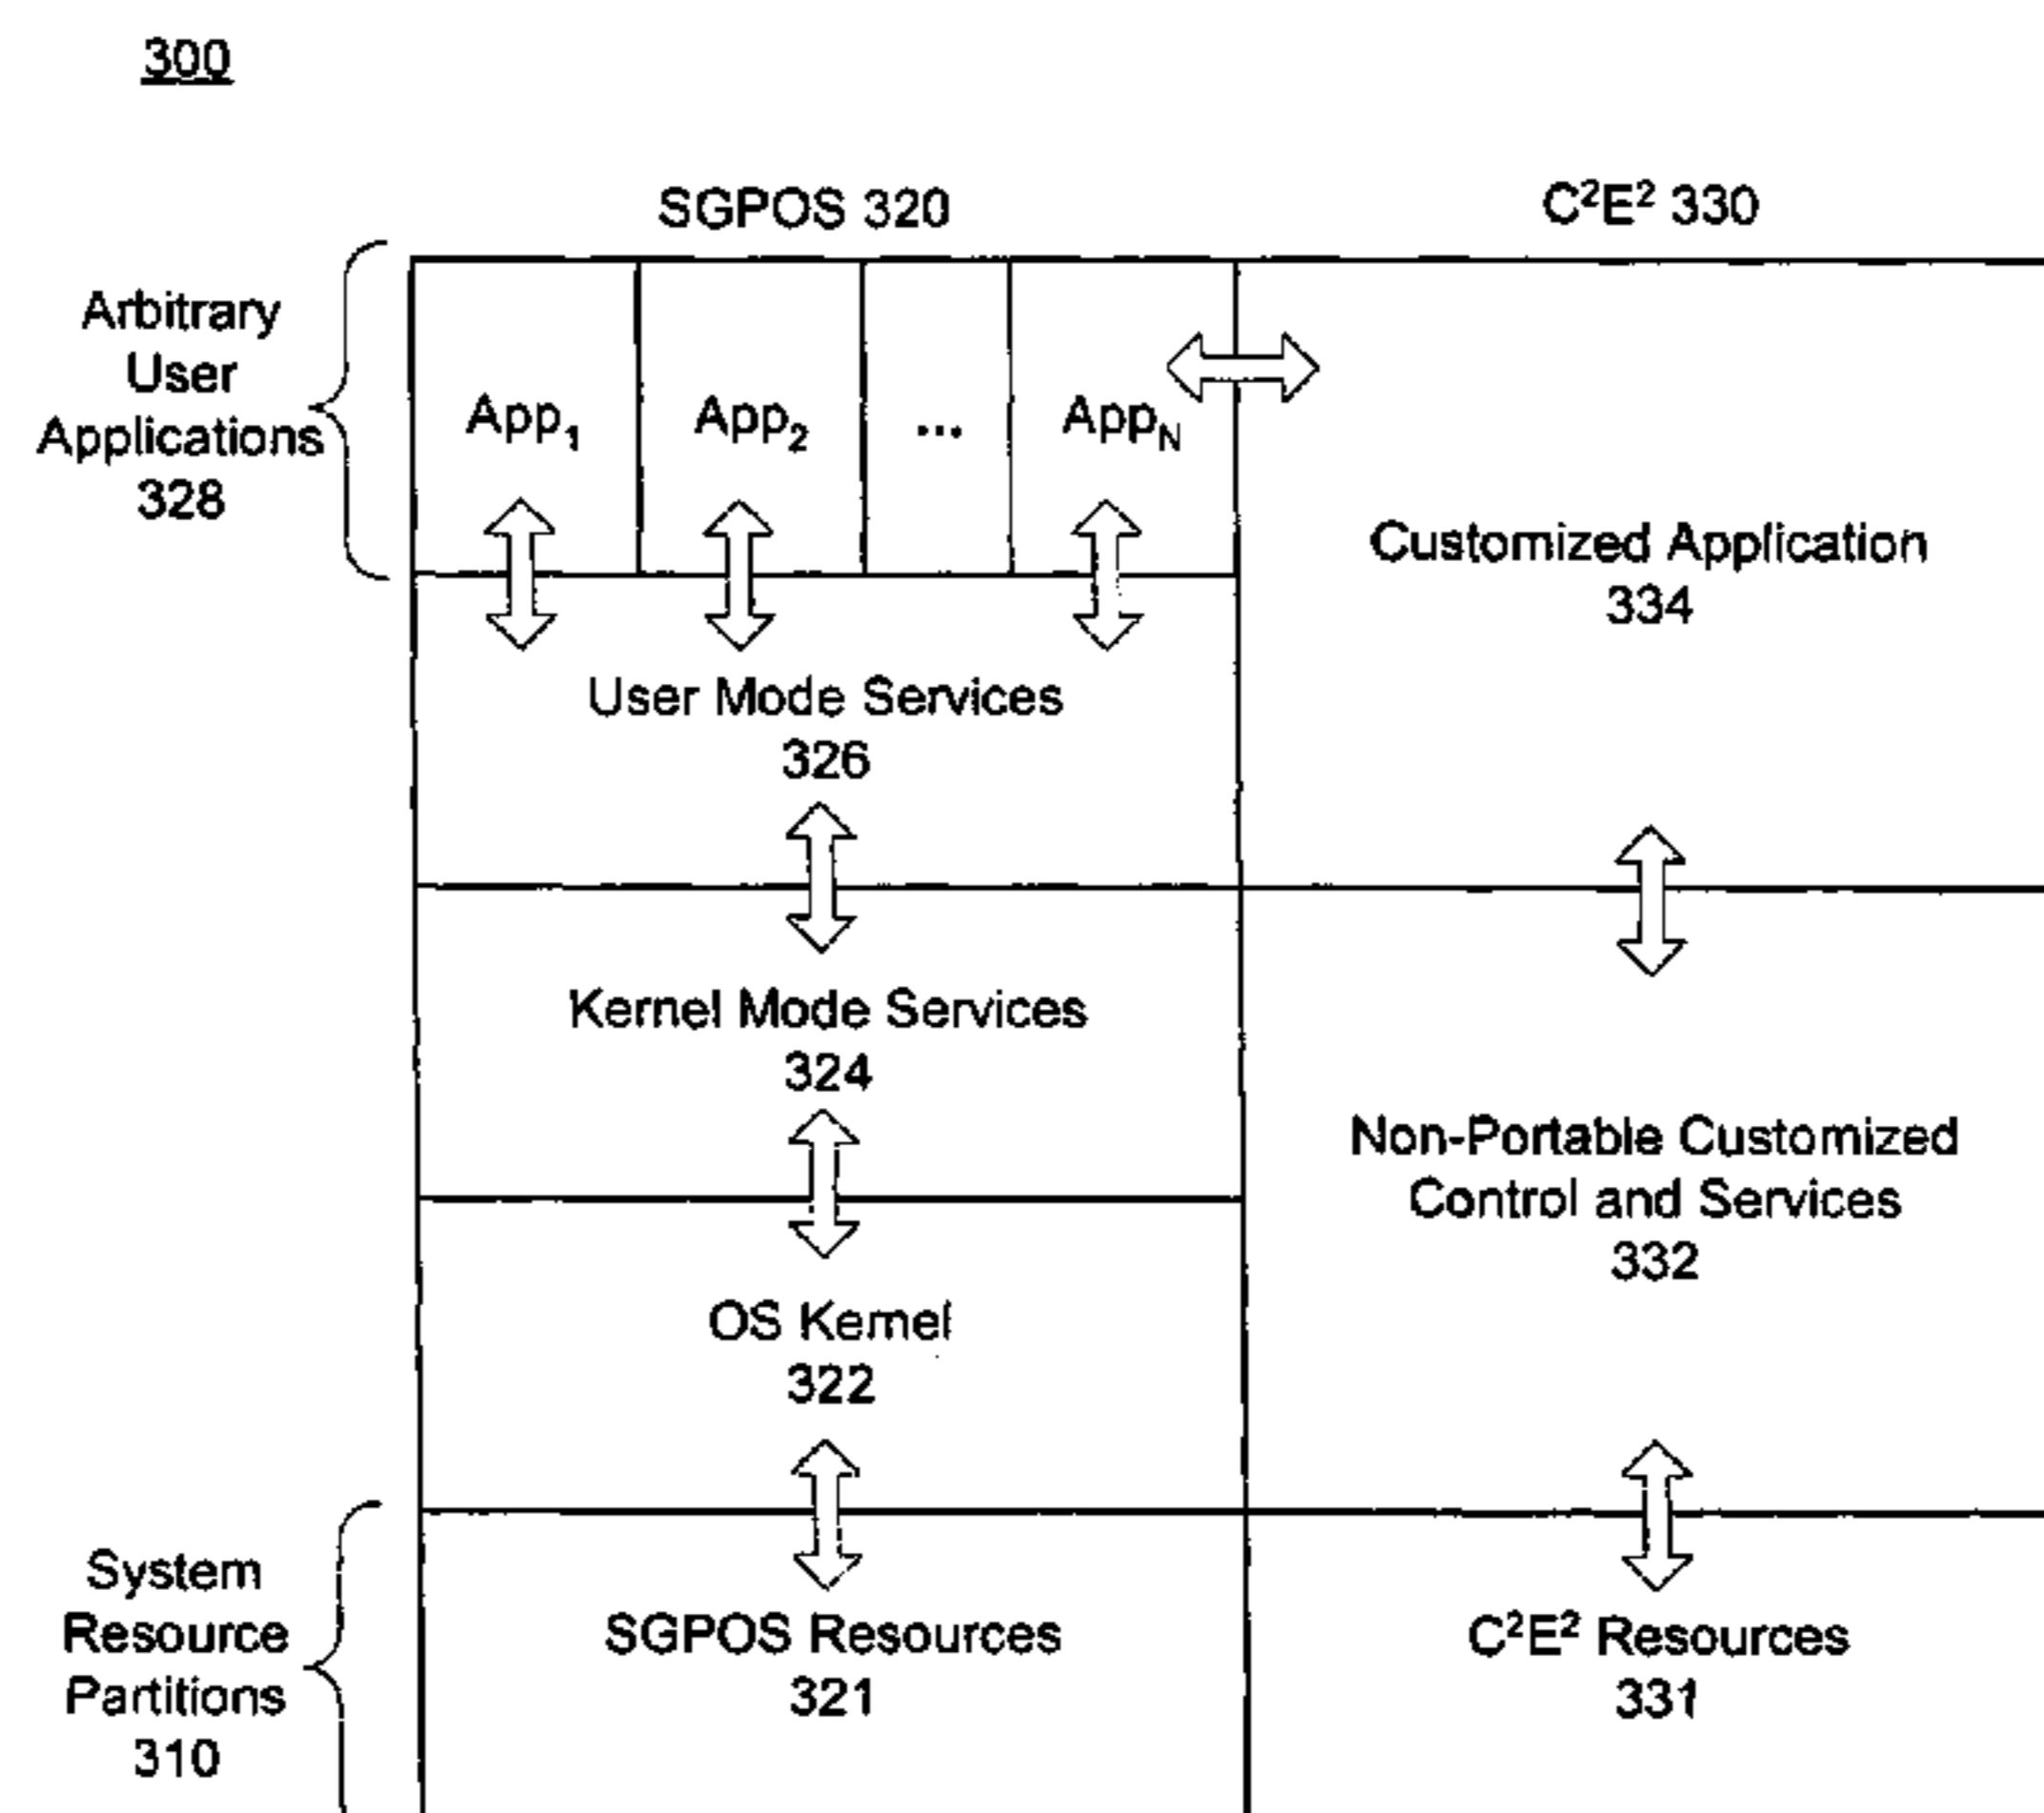 300
SGPOS 320
C²E² 330
Arbitrary
User
Applications
328
App₁
App₂
...
App_N
Customized Application
334
User Mode Services
326
Kernel Mode Services
324
Non-Portable Customized
Control and Services
332
OS Kernel
322
System
Resource
Partitions
310
SGPOS Resources
321
C²E² Resources
331